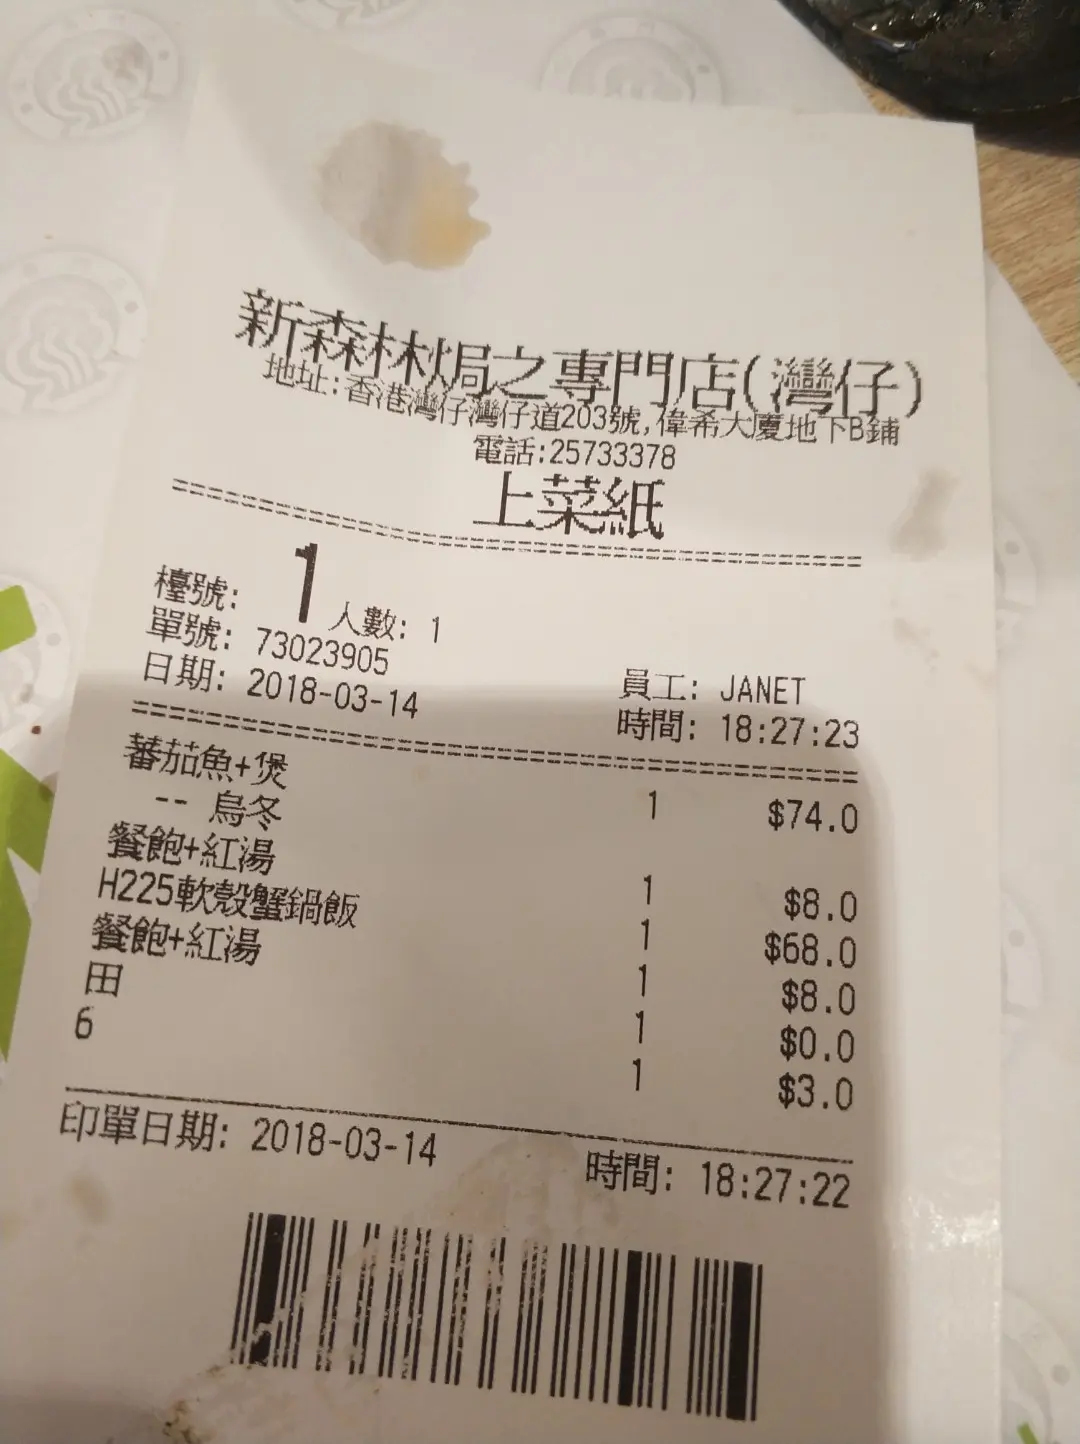 新森林焗之專門店(灣仔)
地址:香港灣仔灣仔道203號,偉希大廈地下B鋪
電話:25733378
上菜紙
檯號: 1 人數: 1
單號: 73023905 員工: JANET
日期: 2018-03-14 時間: 18:27:23
蕃茄魚+煲 1 $74.0
-- 烏冬
餐飽+紅湯 1 $8.0
H225軟殼蟹鍋飯 1 $68.0
餐飽+紅湯 1 $8.0
田 1 $0.0
6 1 $3.0
印單日期: 2018-03-14 時間: 18:27:22